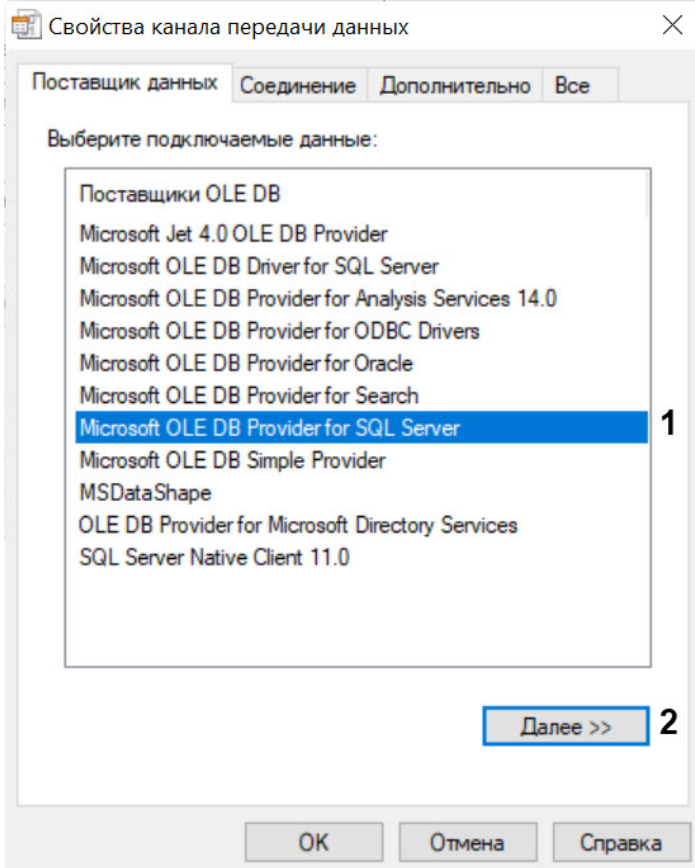 Свойства канала передачи данных
Поставщик данных Соединение Дополнительно Все
Выберите подключаемые данные:
Поставщики OLE DB
Microsoft Jet 4.0 OLE DB Provider
Microsoft OLE DB Driver for SQL Server
Microsoft OLE DB Provider for Analysis Services 14.0
Microsoft OLE DB Provider for ODBC Drivers
Microsoft OLE DB Provider for Oracle
Microsoft OLE DB Provider for Search
Microsoft OLE DB Provider for SQL Server 1
Microsoft OLE DB Simple Provider
MSDataShape
OLE DB Provider for Microsoft Directory Services
SQL Server Native Client 11.0
Далее >> 2
OK Отмена Справка